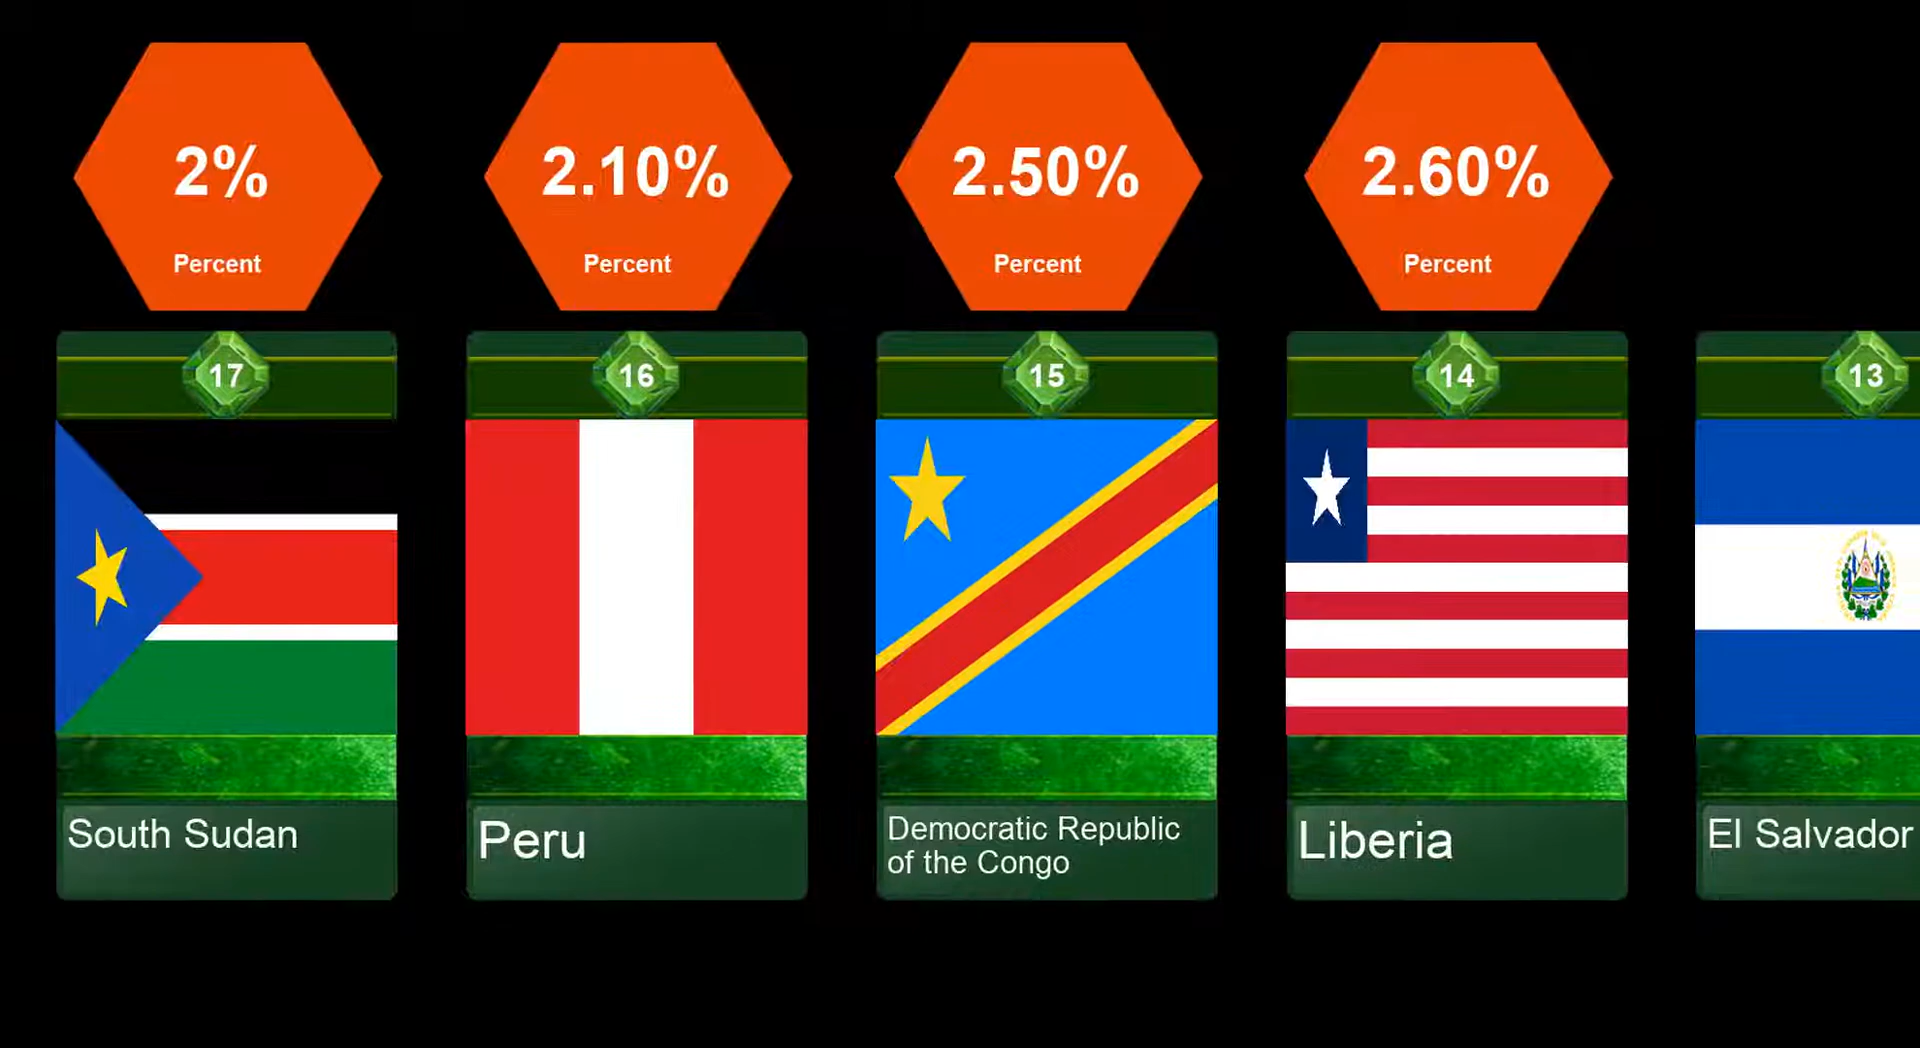 2%
Percent
2.10%
Percent
2.50%
Percent
2.60%
Percent
17
16
15
14
13
South Sudan
Peru
Democratic Republic
of the Congo
Liberia
El Salvador